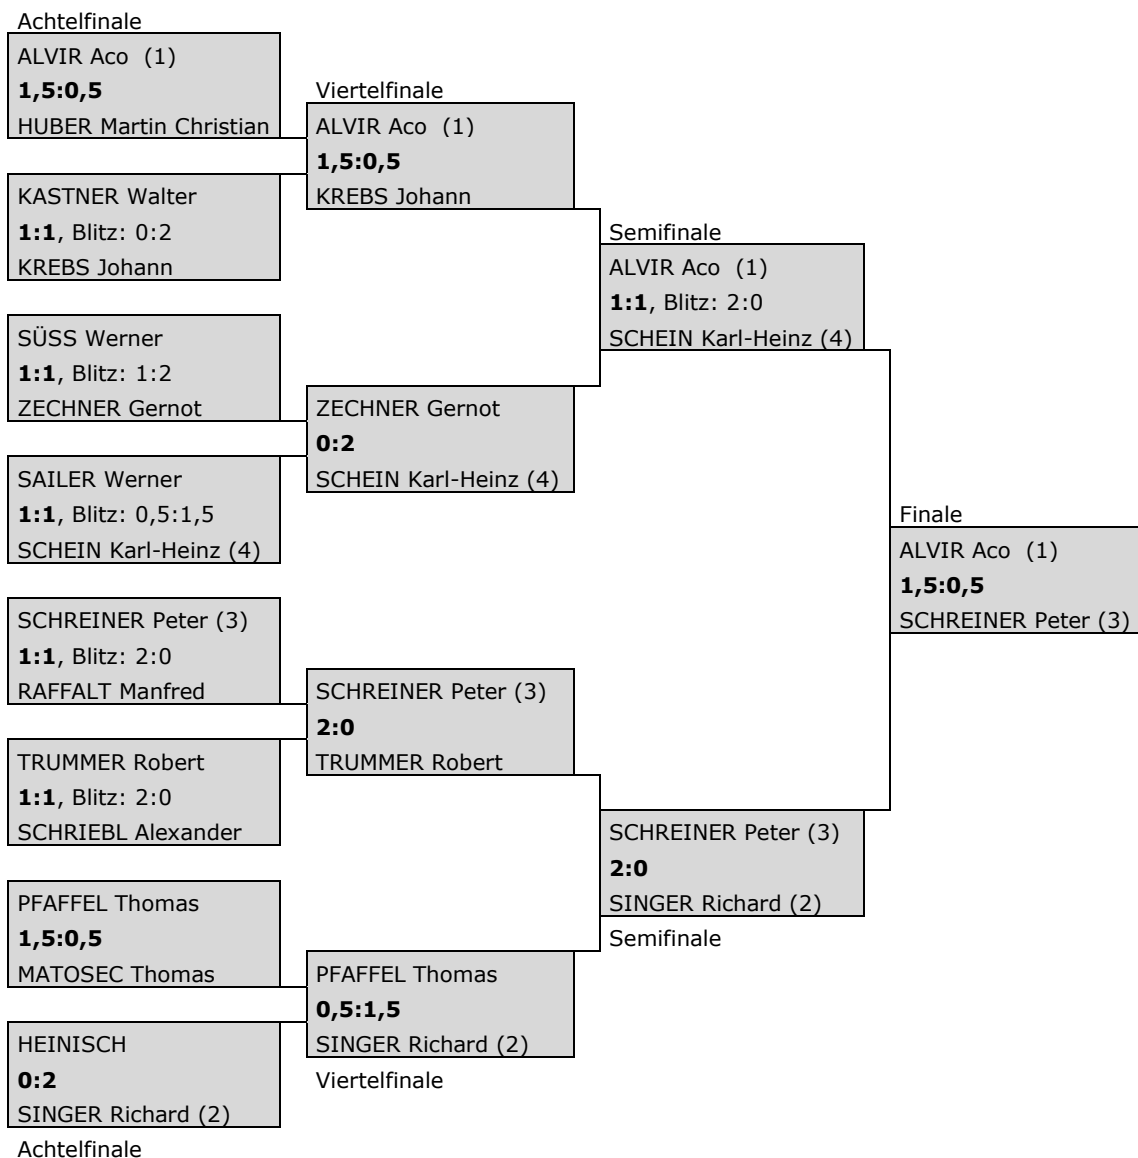 Achtelfinale
ALVIR Aco  (1)
1,5:0,5
HUBER Martin Christian
KASTNER Walter
1:1, Blitz: 0:2
KREBS Johann
SÜSS Werner
1:1, Blitz: 1:2
ZECHNER Gernot
SAILER Werner
1:1, Blitz: 0,5:1,5
SCHEIN Karl-Heinz (4)
SCHREINER Peter (3)
1:1, Blitz: 2:0
RAFFALT Manfred
TRUMMER Robert
1:1, Blitz: 2:0
SCHRIEBL Alexander
PFAFFEL Thomas
1,5:0,5
MATOSEC Thomas
HEINISCH
0:2
SINGER Richard (2)
Achtelfinale
Viertelfinale
ALVIR Aco  (1)
1,5:0,5
KREBS Johann
ZECHNER Gernot
0:2
SCHEIN Karl-Heinz (4)
SCHREINER Peter (3)
2:0
TRUMMER Robert
PFAFFEL Thomas
0,5:1,5
SINGER Richard (2)
Viertelfinale
Semifinale
ALVIR Aco  (1)
1:1, Blitz: 2:0
SCHEIN Karl-Heinz (4)
SCHREINER Peter (3)
2:0
SINGER Richard (2)
Semifinale
Finale
ALVIR Aco  (1)
1,5:0,5
SCHREINER Peter (3)